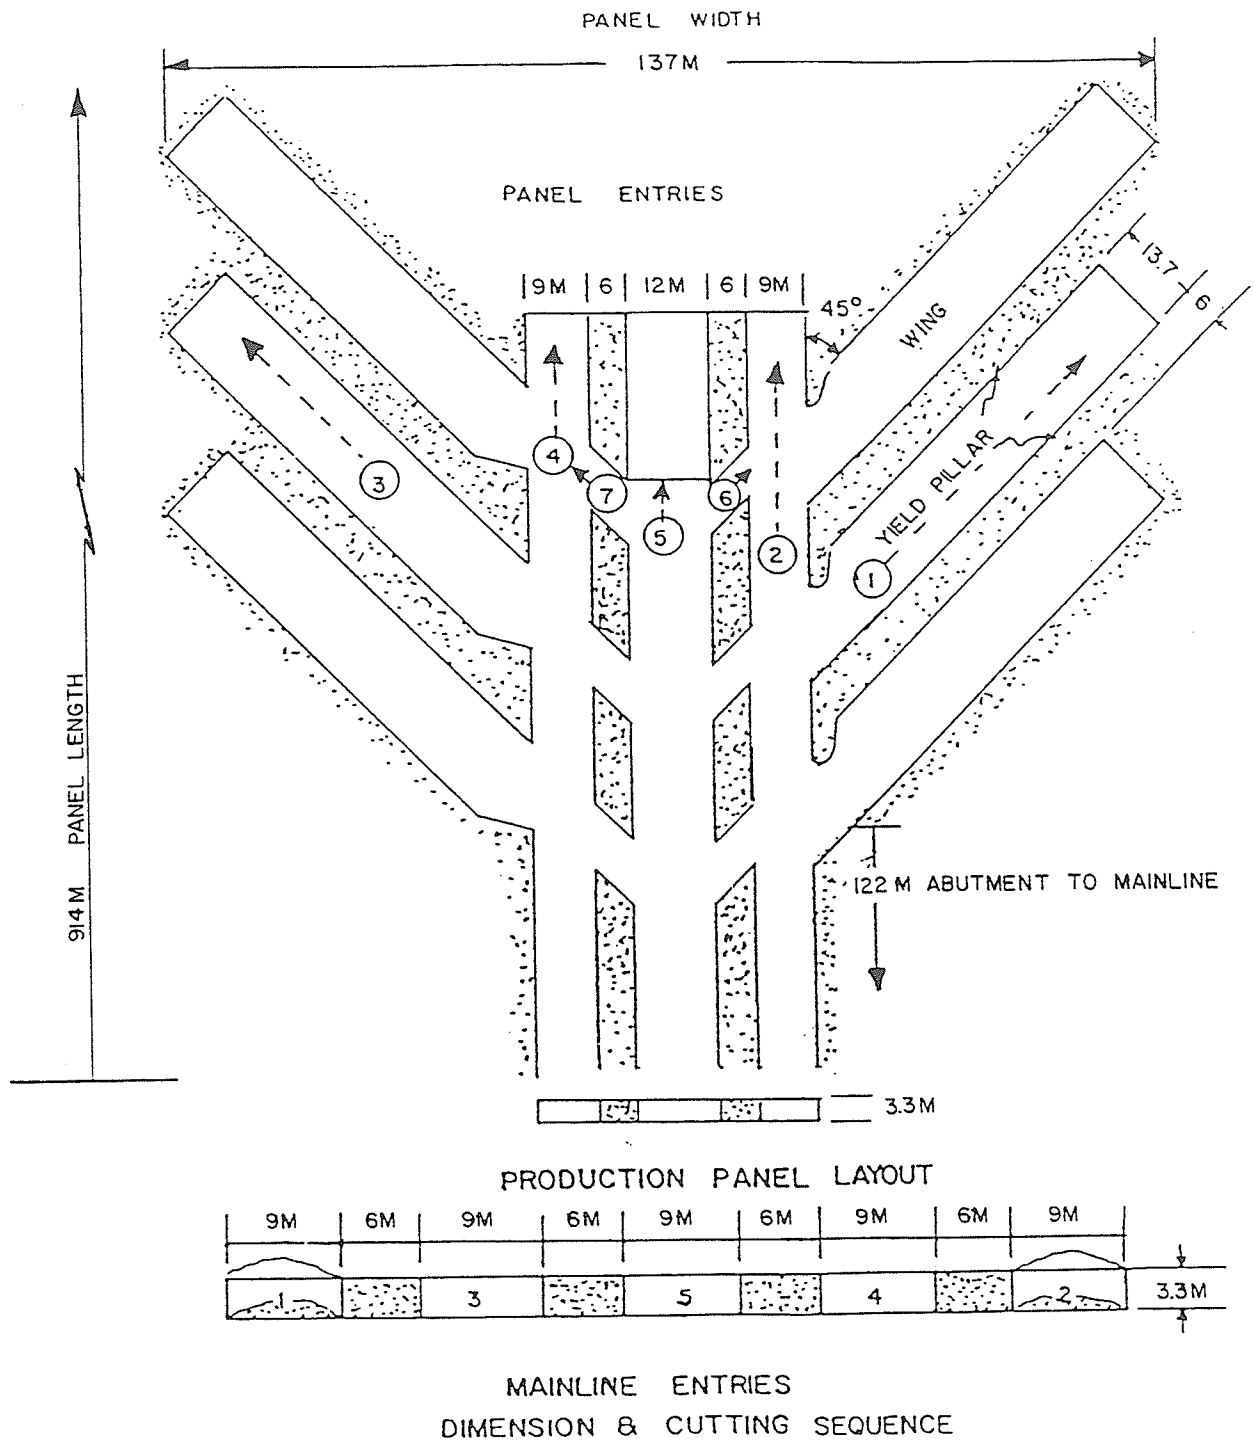 PANEL WIDTH
137M
PANEL ENTRIES
9M 6 12M 6 9M
45°
WING
13.7
6
YIELD PILLAR
3
4
7
5
6
2
1
914M PANEL LENGTH
122M ABUTMENT TO MAINLINE
3.3M
PRODUCTION PANEL LAYOUT
9M 6M 9M 6M 9M 6M 9M 6M 9M
1 3 5 4 2
3.3M
MAINLINE ENTRIES
DIMENSION & CUTTING SEQUENCE